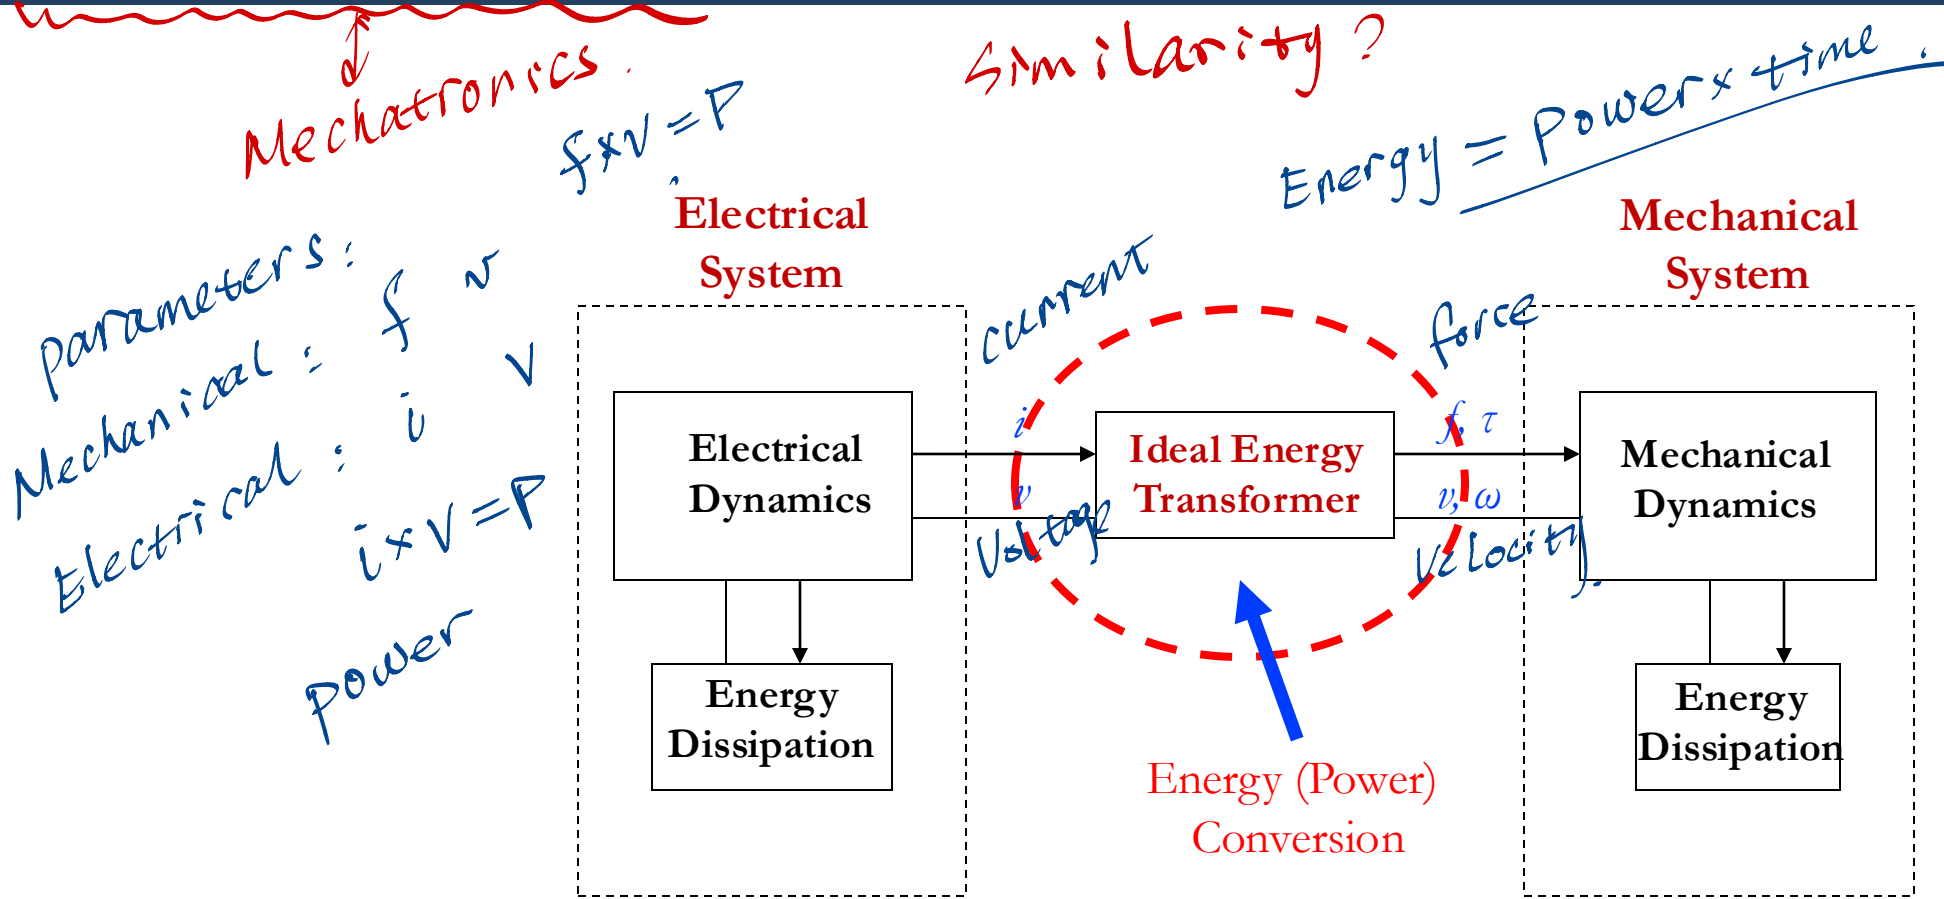 Mechatronics.
Similarity?
f×v=P
Energy = Power × time.
Electrical
System
Mechanical
System
parameters:
Mechanical: f v
Electrical: i v
i×v=P
power
current
force
i
v
Voltage
f, τ
v, ω
Velocity.
Electrical
Dynamics
Ideal Energy
Transformer
Mechanical
Dynamics
Energy
Dissipation
Energy
Dissipation
Energy (Power)
Conversion